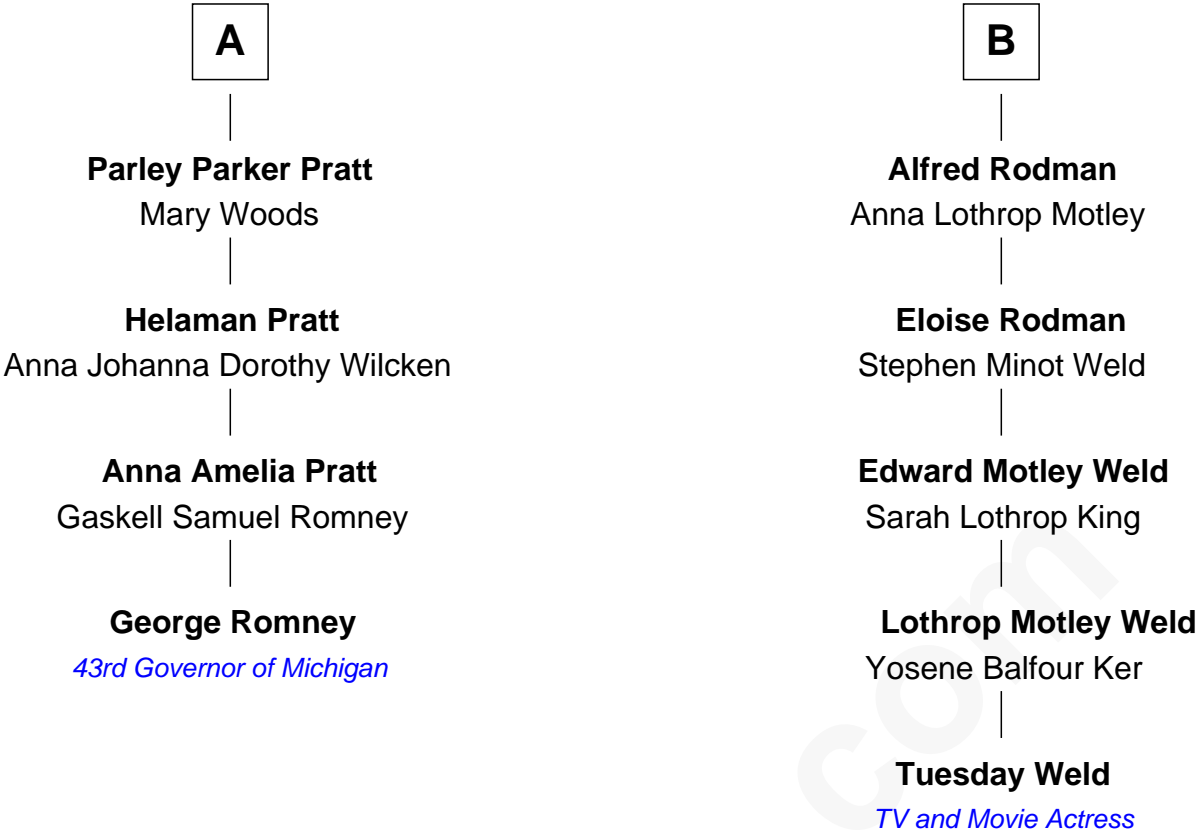 A
Parley Parker Pratt
Mary Woods
Helaman Pratt
Anna Johanna Dorothy Wilcken
Anna Amelia Pratt
Gaskell Samuel Romney
George Romney
43rd Governor of Michigan
B
Alfred Rodman
Anna Lothrop Motley
Eloise Rodman
Stephen Minot Weld
Edward Motley Weld
Sarah Lothrop King
Lothrop Motley Weld
Yosene Balfour Ker
Tuesday Weld
TV and Movie Actress
com